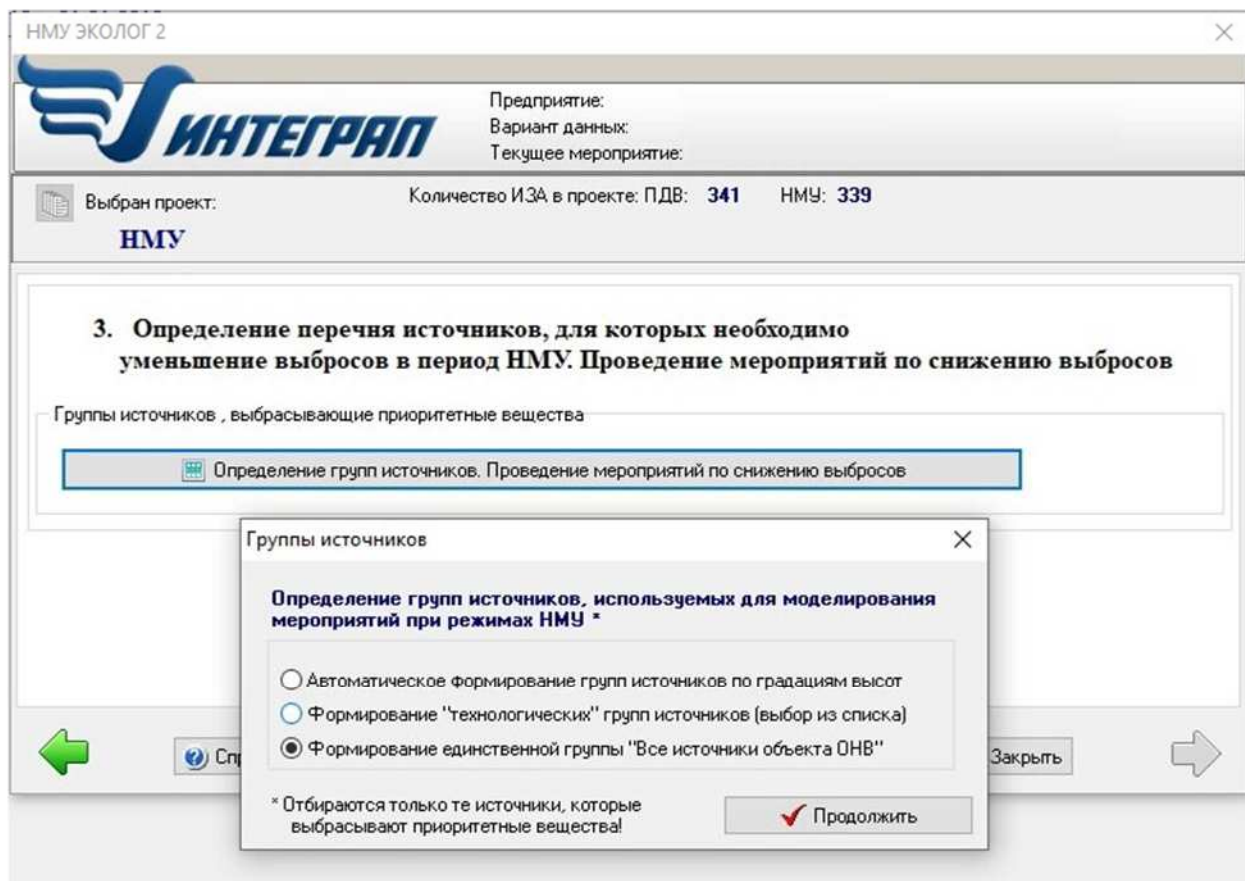 НМУ ЭКОЛОГ 2
ИНТЕГРАЛ
Предприятие:
Вариант данных:
Текущее мероприятие:
Выбран проект:
НМУ
Количество ИЗА в проекте: ПДВ: 341 НМУ: 339
3. Определение перечня источников, для которых необходимо
уменьшение выбросов в период НМУ. Проведение мероприятий по снижению выбросов
Группы источников , выбрасывающие приоритетные вещества
Определение групп источников. Проведение мероприятий по снижению выбросов
Группы источников
Определение групп источников, используемых для моделирования
мероприятий при режимах НМУ *
Автоматическое формирование групп источников по градациям высот
Формирование "технологических" групп источников (выбор из списка)
Формирование единственной группы "Все источники объекта ОНВ"
* Отбираются только те источники, которые
выбрасывают приоритетные вещества!
Продолжить
Закрыть